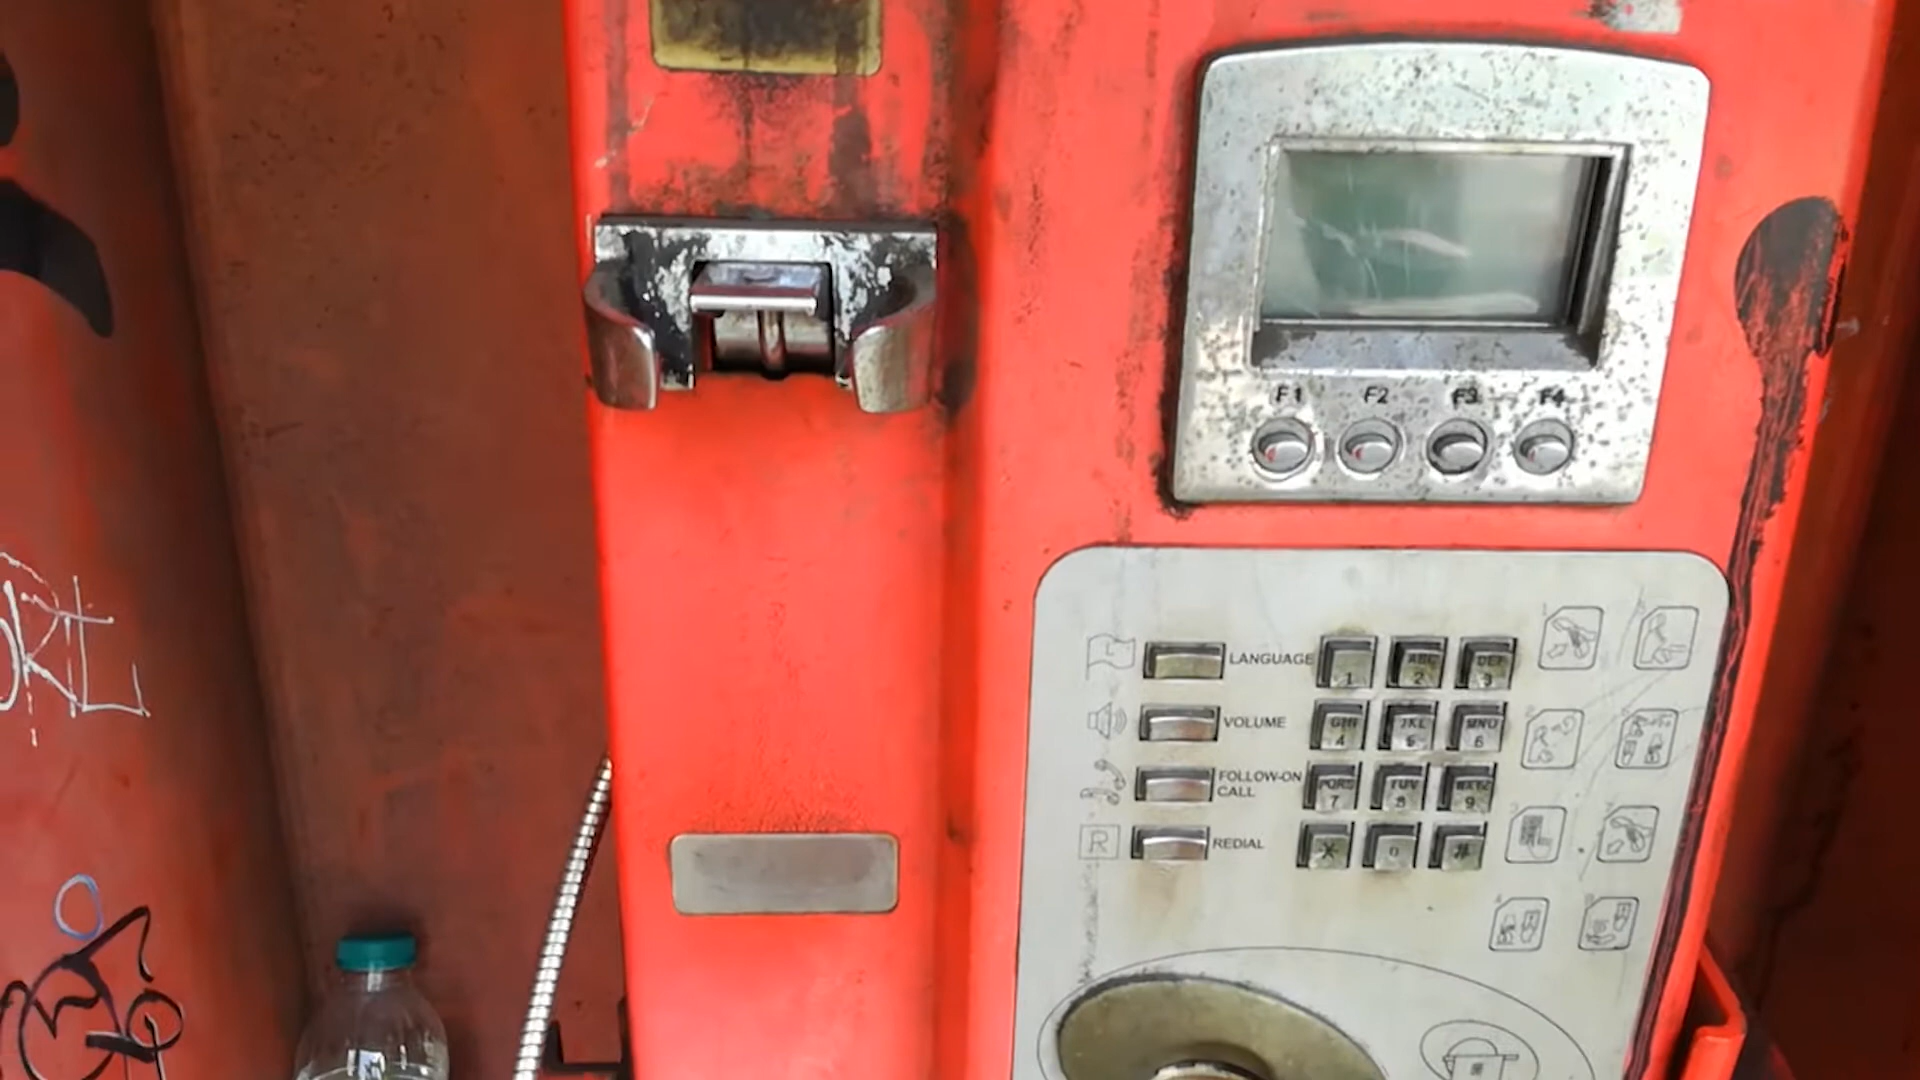 F1 F2 F3 F4
L LANGUAGE
VOLUME
FOLLOW-ON
CALL
R REDIAL
1 ABC 2 DEF 3
GHI 4 JKL 5 MNO 6
PQRS 7 TUV 8 WXYZ 9
* 0 #